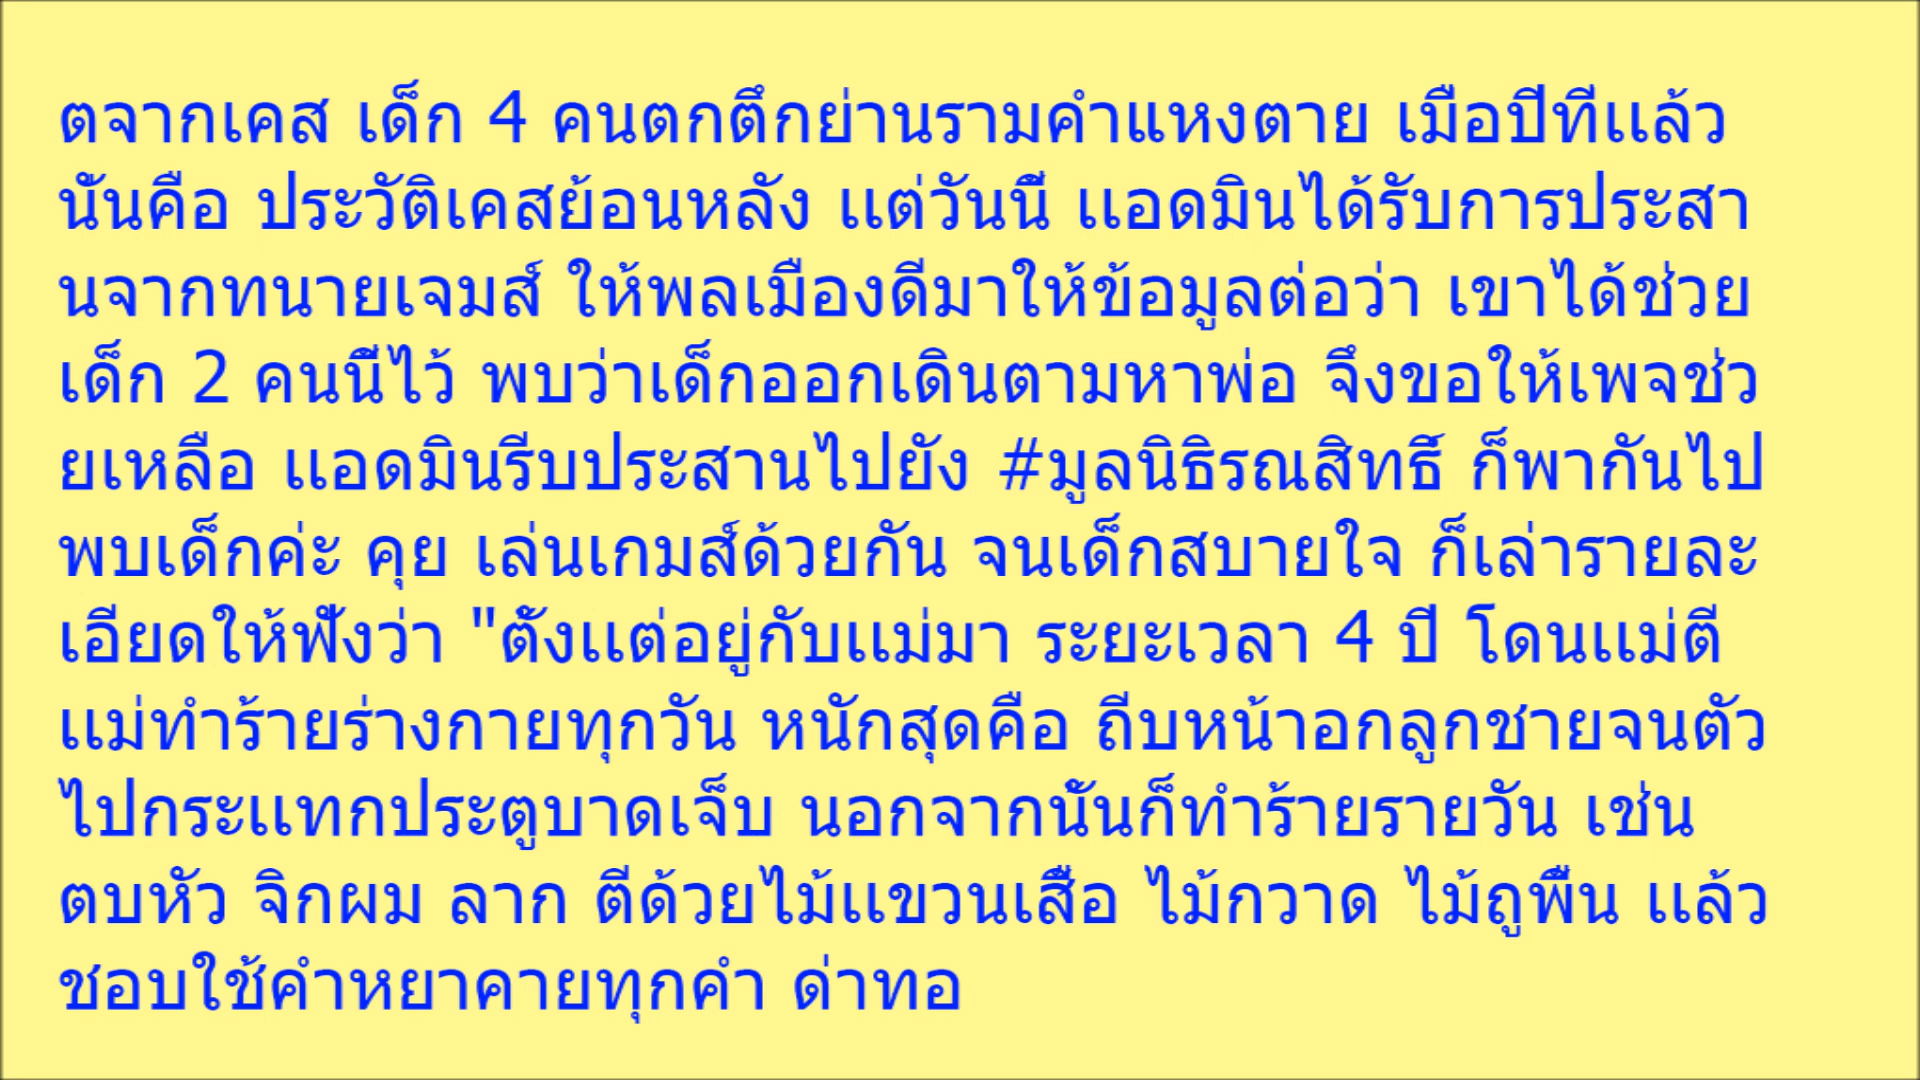 ตจากเคส เด็ก 4 คนตกตึกย่านรามคำแหงตาย เมื่อปีที่แล้ว
นั่นคือ ประวัติเคสย้อนหลัง แต่วันนี้ แอดมินได้รับการประสา
นจากทนายเจมส์ ให้พลเมืองดีมาให้ข้อมูลต่อว่า เขาได้ช่วย
เด็ก 2 คนนี้ไว้ พบว่าเด็กออกเดินตามหาพ่อ จึงขอให้เพจช่ว
ยเหลือ แอดมินรีบประสานไปยัง #มูลนิธิรณสิทธิ์ ก็พากันไป
พบเด็กค่ะ คุย เล่นเกมส์ด้วยกัน จนเด็กสบายใจ ก็เล่ารายละ
เอียดให้ฟังว่า "ตั้งแต่อยู่กับแม่มา ระยะเวลา 4 ปี โดนแม่ตี
แม่ทำร้ายร่างกายทุกวัน หนักสุดคือ ถีบหน้าอกลูกชายจนตัว
ไปกระแทกประตูบาดเจ็บ นอกจากนั้นก็ทำร้ายรายวัน เช่น
ตบหัว จิกผม ลาก ตีด้วยไม้แขวนเสื้อ ไม้กวาด ไม้ถูพื้น แล้ว
ชอบใช้คำหยาคายทุกคำ ด่าทอ